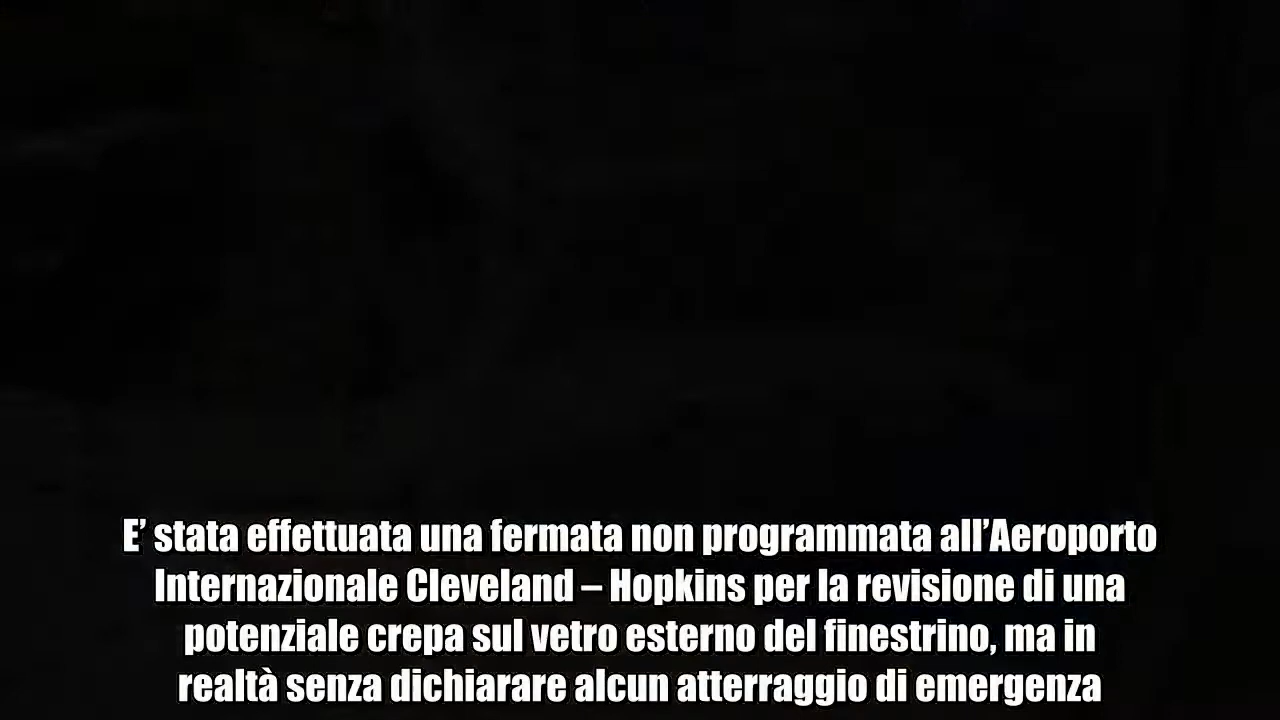 E’ stata effettuata una fermata non programmata all’Aeroporto
Internazionale Cleveland – Hopkins per la revisione di una
potenziale crepa sul vetro esterno del finestrino, ma in
realtà senza dichiarare alcun atterraggio di emergenza